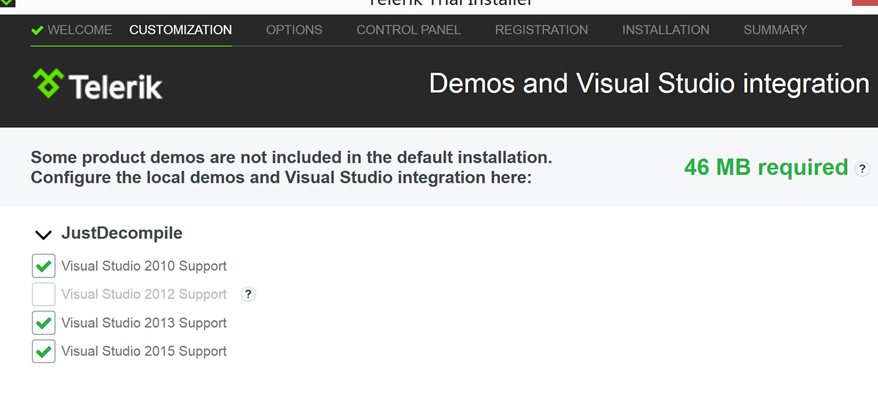 Telerik Trial Installer
WELCOME CUSTOMIZATION OPTIONS CONTROL PANEL REGISTRATION INSTALLATION SUMMARY
Telerik
Demos and Visual Studio integration
Some product demos are not included in the default installation.
Configure the local demos and Visual Studio integration here:
46 MB required ?
JustDecompile
Visual Studio 2010 Support
Visual Studio 2012 Support ?
Visual Studio 2013 Support
Visual Studio 2015 Support